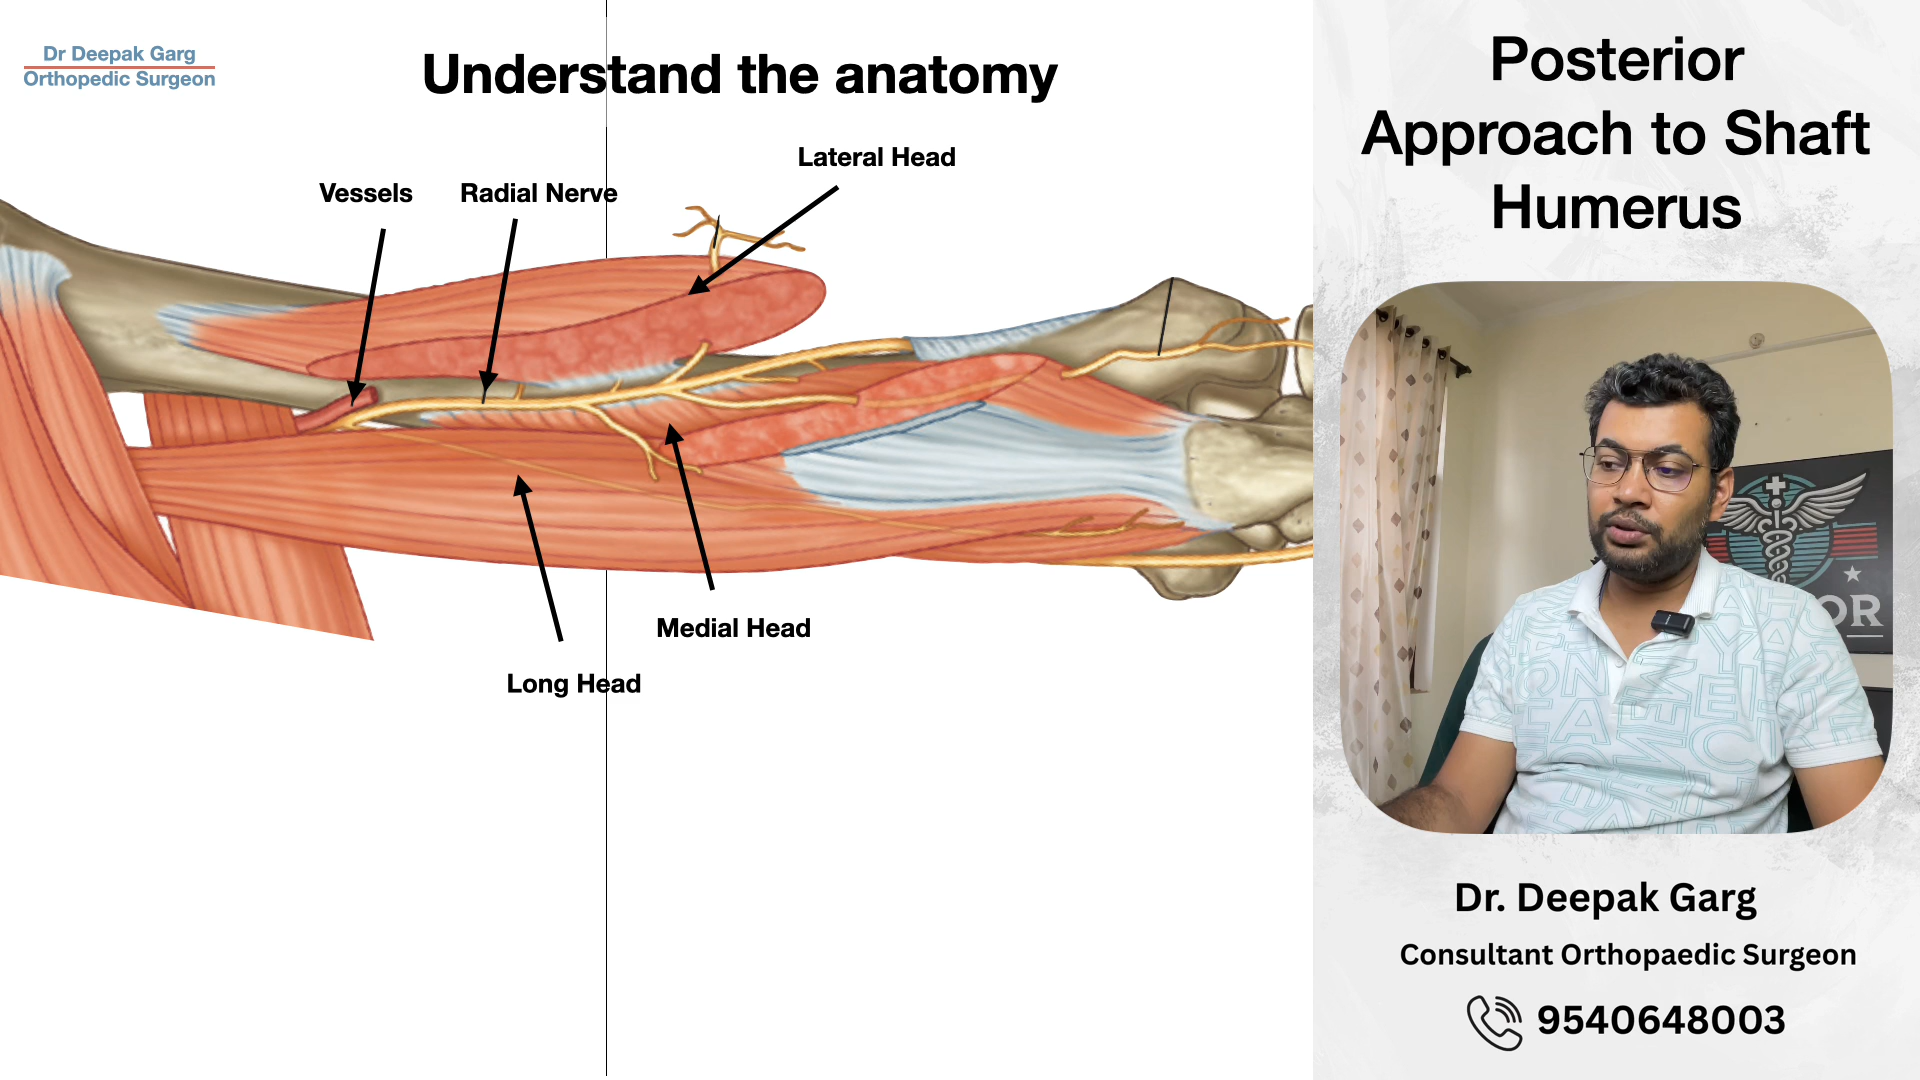 Dr Deepak Garg
Orthopedic Surgeon
Understand the anatomy
Lateral Head
Vessels
Radial Nerve
Medial Head
Long Head
Posterior
Approach to Shaft
Humerus
OR
Dr. Deepak Garg
Consultant Orthopaedic Surgeon
9540648003